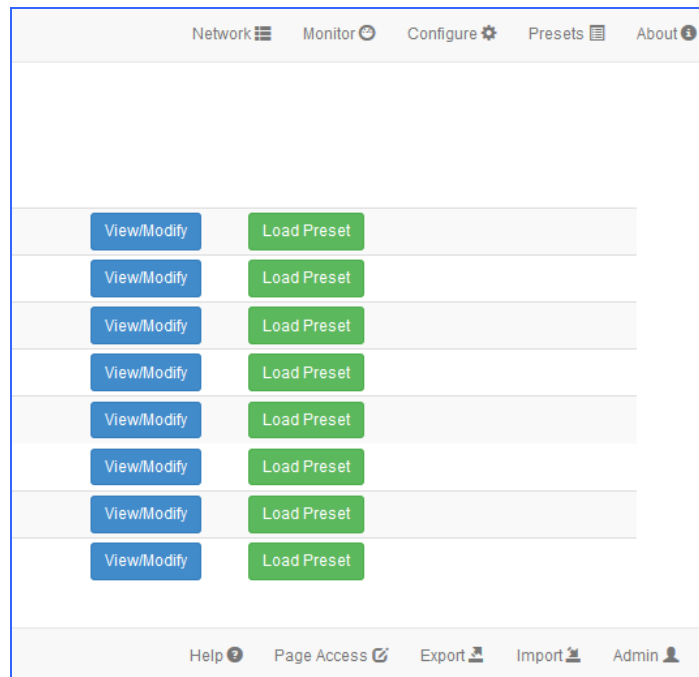 Network Monitor Configure Presets About
View/Modify Load Preset
View/Modify Load Preset
View/Modify Load Preset
View/Modify Load Preset
View/Modify Load Preset
View/Modify Load Preset
View/Modify Load Preset
View/Modify Load Preset
Help Page Access Export Import Admin